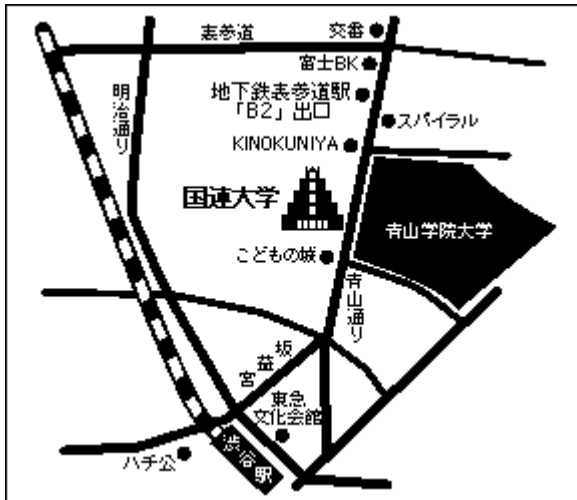 表参道
交番
富士BK
地下鉄表参道駅
「B2」出口
スパイラル
明治通り
KINOKUNIYA
国連大学
青山学院大学
こどもの城
青山通り
宮益坂
東急
文化会館
ハチ公
渋谷駅